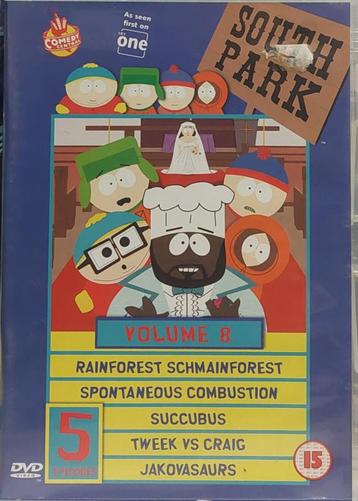 COMEDY
CENTRAL
As seen
first on
sky
one
SOUTH
PARK
VOLUME 8
RAINFOREST SCHMAINFOREST
SPONTANEOUS COMBUSTION
SUCCUBUS
TWEEK VS CRAIG
JAKOVASAURS
5
EPISODES
DVD
VIDEO
15